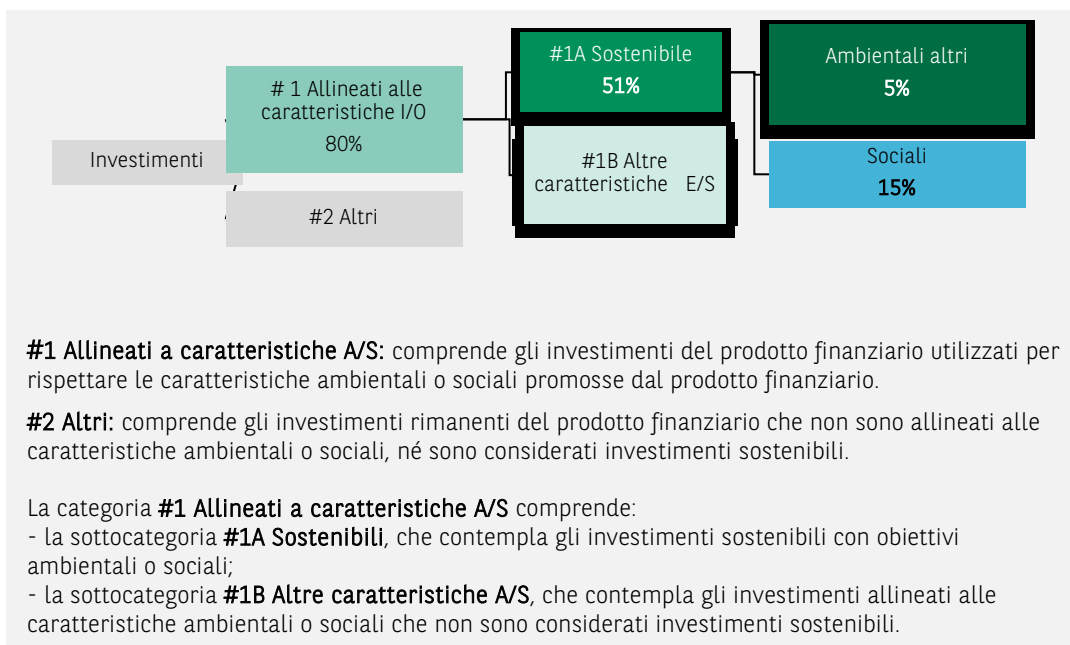 Investimenti
# 1 Allineati alle
caratteristiche I/O
80%
#2 Altri
#1A Sostenibile
51%
#1B Altre
caratteristiche E/S
Ambientali altri
5%
Sociali
15%
#1 Allineati a caratteristiche A/S: comprende gli investimenti del prodotto finanziario utilizzati per
rispettare le caratteristiche ambientali o sociali promosse dal prodotto finanziario.
#2 Altri: comprende gli investimenti rimanenti del prodotto finanziario che non sono allineati alle
caratteristiche ambientali o sociali, né sono considerati investimenti sostenibili.
La categoria #1 Allineati a caratteristiche A/S comprende:
- la sottocategoria #1A Sostenibili, che contempla gli investimenti sostenibili con obiettivi
ambientali o sociali;
- la sottocategoria #1B Altre caratteristiche A/S, che contempla gli investimenti allineati alle
caratteristiche ambientali o sociali che non sono considerati investimenti sostenibili.